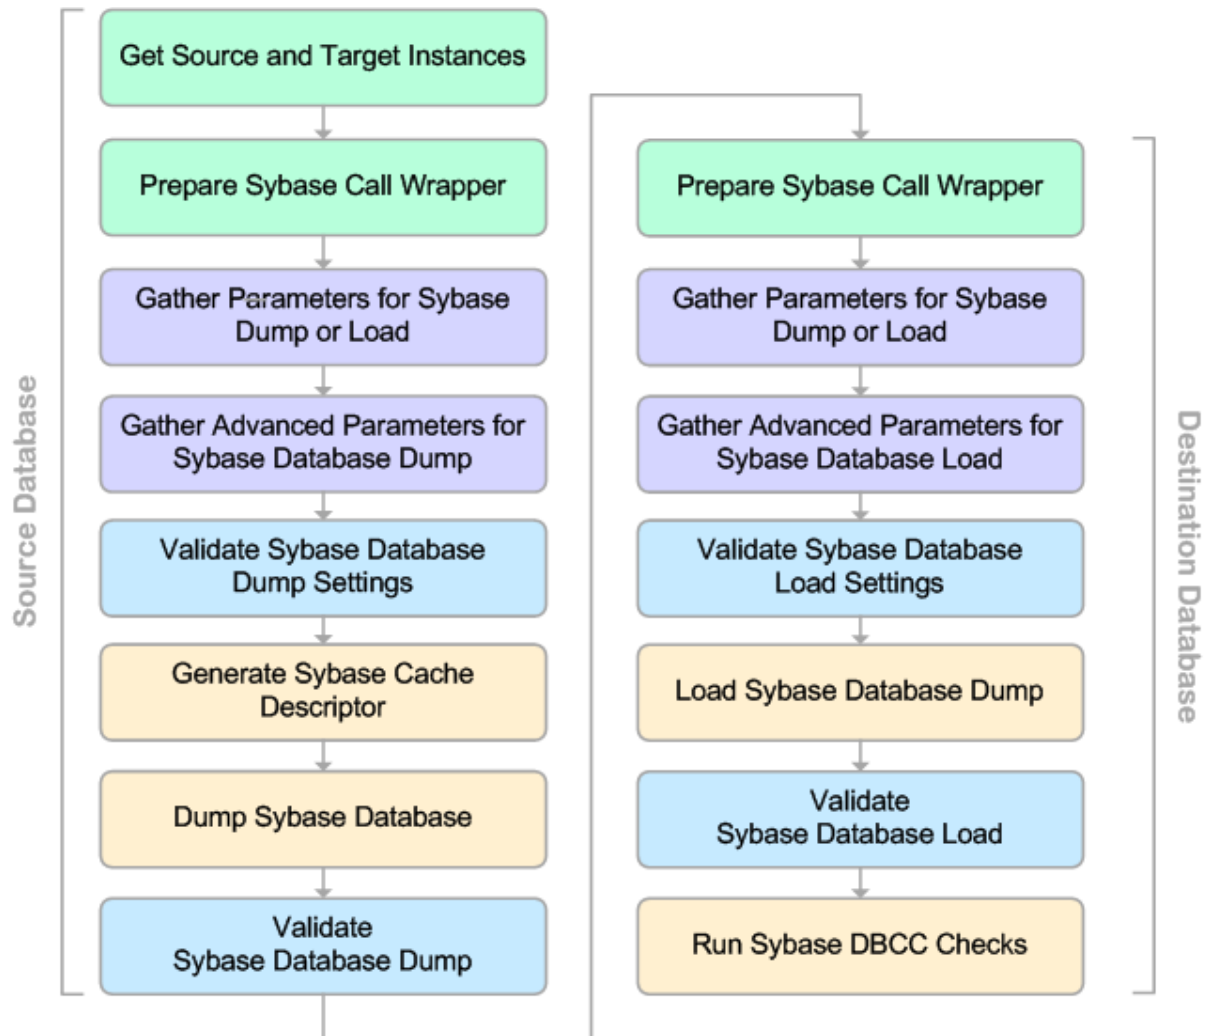 Source Database
Get Source and Target Instances
Prepare Sybase Call Wrapper
Gather Parameters for Sybase
Dump or Load
Gather Advanced Parameters for
Sybase Database Dump
Validate Sybase Database
Dump Settings
Generate Sybase Cache
Descriptor
Dump Sybase Database
Validate
Sybase Database Dump
Prepare Sybase Call Wrapper
Gather Parameters for Sybase
Dump or Load
Gather Advanced Parameters for
Sybase Database Load
Validate Sybase Database
Load Settings
Load Sybase Database Dump
Validate
Sybase Database Load
Run Sybase DBCC Checks
Destination Database